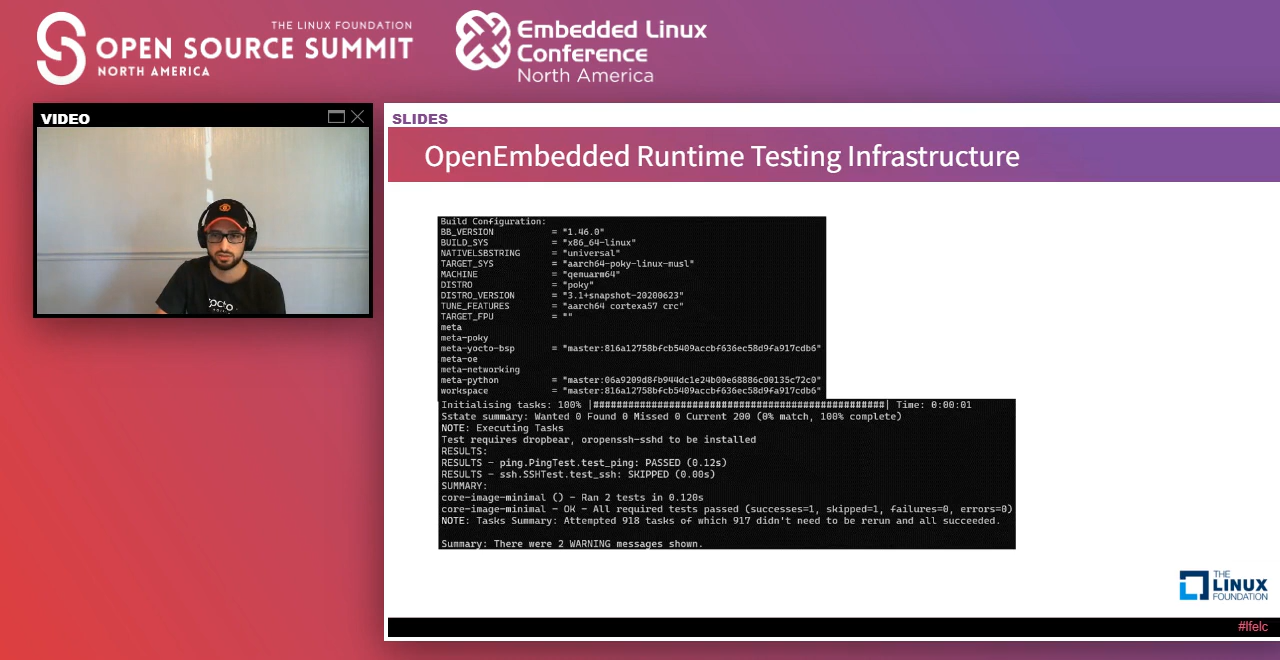 THE LINUX FOUNDATION
OPEN SOURCE SUMMIT
NORTH AMERICA
Embedded Linux
Conference
North America
VIDEO
SLIDES
OpenEmbedded Runtime Testing Infrastructure
Build Configuration:
BB_VERSION = "1.46.0"
BUILD_SYS = "x86_64-linux"
NATIVELSBSTRING = "universal"
TARGET_SYS = "aarch64-poky-linux-musl"
MACHINE = "qemuarm64"
DISTRO = "poky"
DISTRO_VERSION = "3.1+snapshot-20200623"
TUNE_FEATURES = "aarch64 cortexa57 crc"
TARGET_FPU = ""
meta
meta-poky
meta-yocto-bsp = "master:816a12758bfcb5409accbf636ec58d9fa917cdb6"
meta-oe
meta-networking
meta-python = "master:06a9209d8fb944dc1e24b00e68886c00135c72c0"
workspace = "master:816a12758bfcb5409accbf636ec58d9fa917cdb6"
Initialising tasks: 100% |##################################################| Time: 0:00:01
Sstate summary: Wanted 0 Found 0 Missed 0 Current 200 (0% match, 100% complete)
NOTE: Executing Tasks
Test requires dropbear, oropenssh-sshd to be installed
RESULTS:
RESULTS - ping.PingTest.test_ping: PASSED (0.12s)
RESULTS - ssh.SSHTest.test_ssh: SKIPPED (0.00s)
SUMMARY:
core-image-minimal () - Ran 2 tests in 0.120s
core-image-minimal - OK - All required tests passed (successes=1, skipped=1, failures=0, errors=0)
NOTE: Tasks Summary: Attempted 918 tasks of which 917 didn't need to be rerun and all succeeded.
Summary: There were 2 WARNING messages shown.
THE
LINUX
FOUNDATION
#lfelc